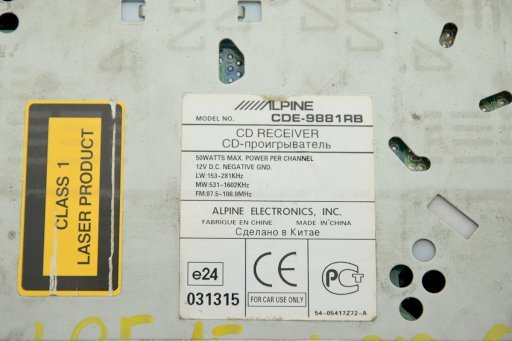 CLASS 1
LASER PRODUCT
ALPINE
MODEL NO. CDE-9881RB
CD RECEIVER
CD-проигрыватель
50WATTS MAX. POWER PER CHANNEL
12V D.C. NEGATIVE GND.
LW:153-281KHz
MW:531-1602KHz
FM:87.5-108.0MHz
ALPINE ELECTRONICS, INC.
FABRIQUE EN CHINE MADE IN CHINA
Сделано в Китае
e24
031315
CE
FOR CAR USE ONLY
РСТ
54-05417Z72-A